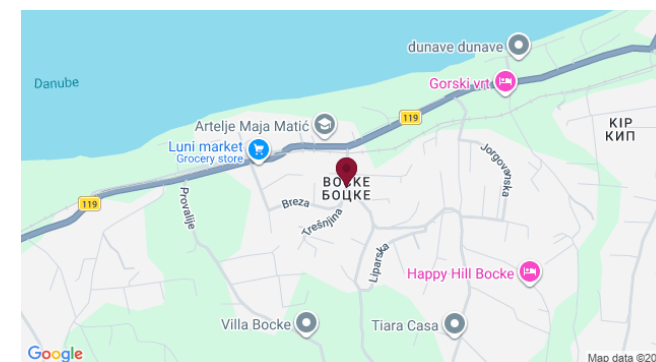 dunave dunave
Danube
Gorski vrt
119
Artelje Maja Matić
KIP
КИП
Luni market
Grocery store
Jorgovanska
BOCKE
БОЦКЕ
Provalije
Breza
119
Trešnjina
Liparska
Happy Hill Bocke
Villa Bocke
Tiara Casa
Google
Map data ©20